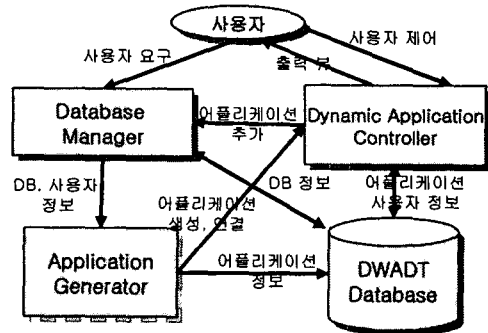 사용자
사용자 요구
출력 뷰
사용자 제어
Database
Manager
어플리케이션
추가
Dynamic Application
Controller
DB, 사용자
정보
어플리케이션
생성, 연결
DB 정보
어플리케이션
사용자 정보
Application
Generator
어플리케이션
정보
DWADT
Database